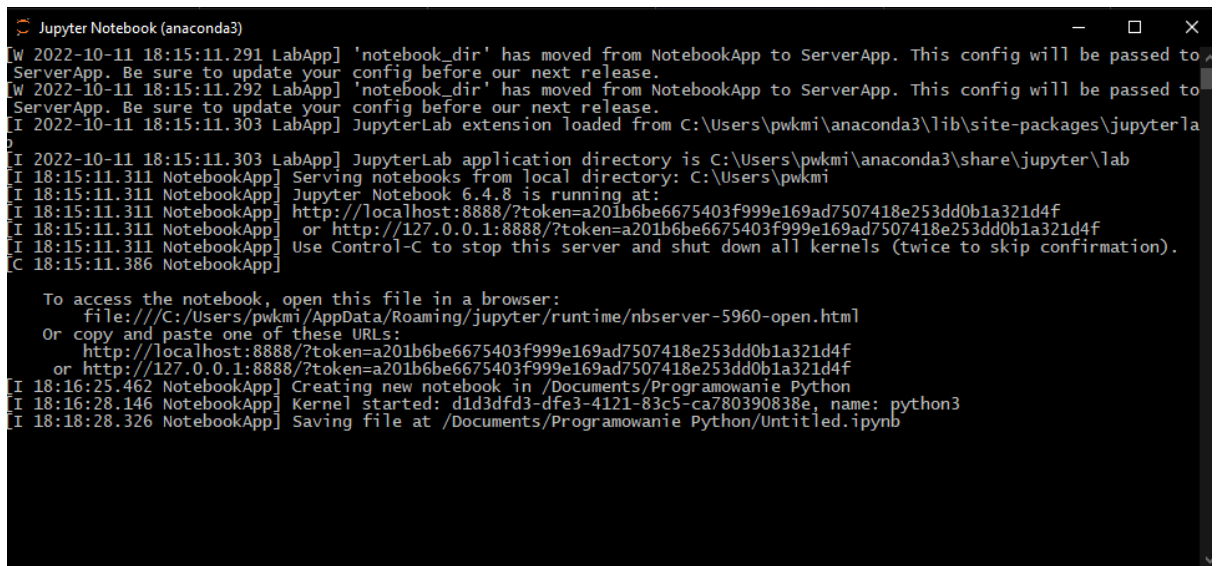 Jupyter Notebook (anaconda3)
[W 2022-10-11 18:15:11.291 LabApp] 'notebook_dir' has moved from NotebookApp to ServerApp. This config will be passed to
ServerApp. Be sure to update your config before our next release.
[W 2022-10-11 18:15:11.292 LabApp] 'notebook_dir' has moved from NotebookApp to ServerApp. This config will be passed to
ServerApp. Be sure to update your config before our next release.
[I 2022-10-11 18:15:11.303 LabApp] JupyterLab extension loaded from C:\Users\pwkmi\anaconda3\lib\site-packages\jupyterla
b
[I 2022-10-11 18:15:11.303 LabApp] JupyterLab application directory is C:\Users\pwkmi\anaconda3\share\jupyter\lab
[I 18:15:11.311 NotebookApp] Serving notebooks from local directory: C:\Users\pwkmi
[I 18:15:11.311 NotebookApp] Jupyter Notebook 6.4.8 is running at:
[I 18:15:11.311 NotebookApp] http://localhost:8888/?token=a201b6be6675403f999e169ad7507418e253dd0b1a321d4f
[I 18:15:11.311 NotebookApp]  or http://127.0.0.1:8888/?token=a201b6be6675403f999e169ad7507418e253dd0b1a321d4f
[I 18:15:11.311 NotebookApp] Use Control-C to stop this server and shut down all kernels (twice to skip confirmation).
[C 18:15:11.386 NotebookApp]
To access the notebook, open this file in a browser:
file:///C:/Users/pwkmi/AppData/Roaming/jupyter/runtime/nbserver-5960-open.html
Or copy and paste one of these URLs:
http://localhost:8888/?token=a201b6be6675403f999e169ad7507418e253dd0b1a321d4f
or http://127.0.0.1:8888/?token=a201b6be6675403f999e169ad7507418e253dd0b1a321d4f
[I 18:16:25.462 NotebookApp] Creating new notebook in /Documents/Programowanie Python
[I 18:16:28.146 NotebookApp] Kernel started: d1d3dfd3-dfe3-4121-83c5-ca780390838e, name: python3
[I 18:18:28.326 NotebookApp] Saving file at /Documents/Programowanie Python/Untitled.ipynb